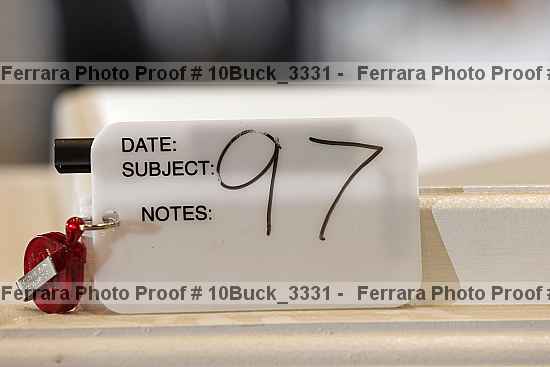 Ferrara Photo Proof # 10Buck_3331 - Ferrara Photo Proof #
DATE:
SUBJECT: 97
NOTES:
Ferrara Photo Proof # 10Buck_3331 - Ferrara Photo Proof #